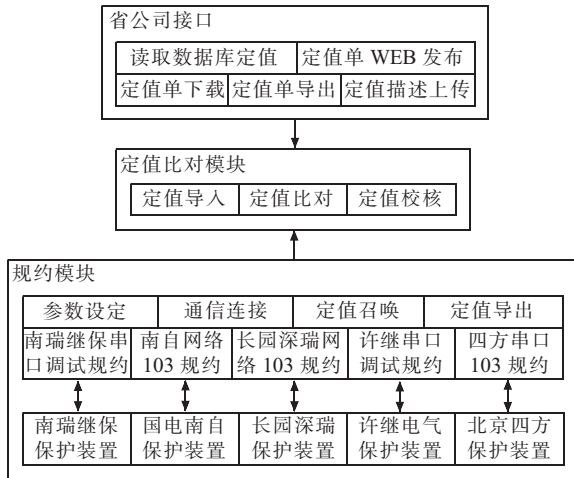 省公司接口
读取数据库定值 定值单 WEB 发布
定值单下载 定值单导出 定值描述上传
定值比对模块
定值导入 定值比对 定值校核
规约模块
参数设定 通信连接 定值召唤 定值导出
南瑞继保串 南自网络 长园深瑞网 许继串口 四方串口
口调试规约 103 规约 络 103 规约 调试规约 103 规约
南瑞继保 国电南自 长园深瑞 许继电气 北京四方
保护装置 保护装置 保护装置 保护装置 保护装置